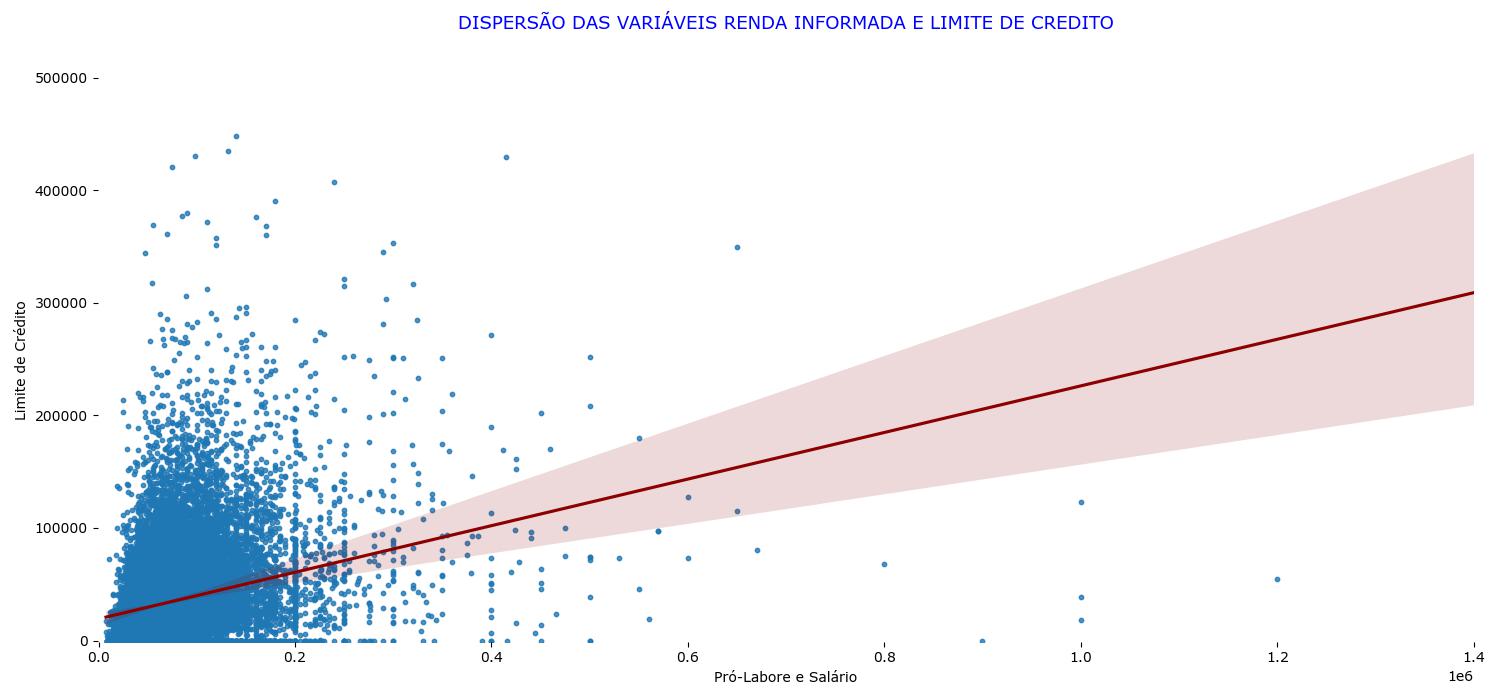 DISPERSÃO DAS VARIÁVEIS RENDA INFORMADA E LIMITE DE CREDITO
500000
400000
300000
200000
100000
0
Limite de Crédito
0.0 0.2 0.4 0.6 0.8 1.0 1.2 1.4
1e6
Pró-Labore e Salário